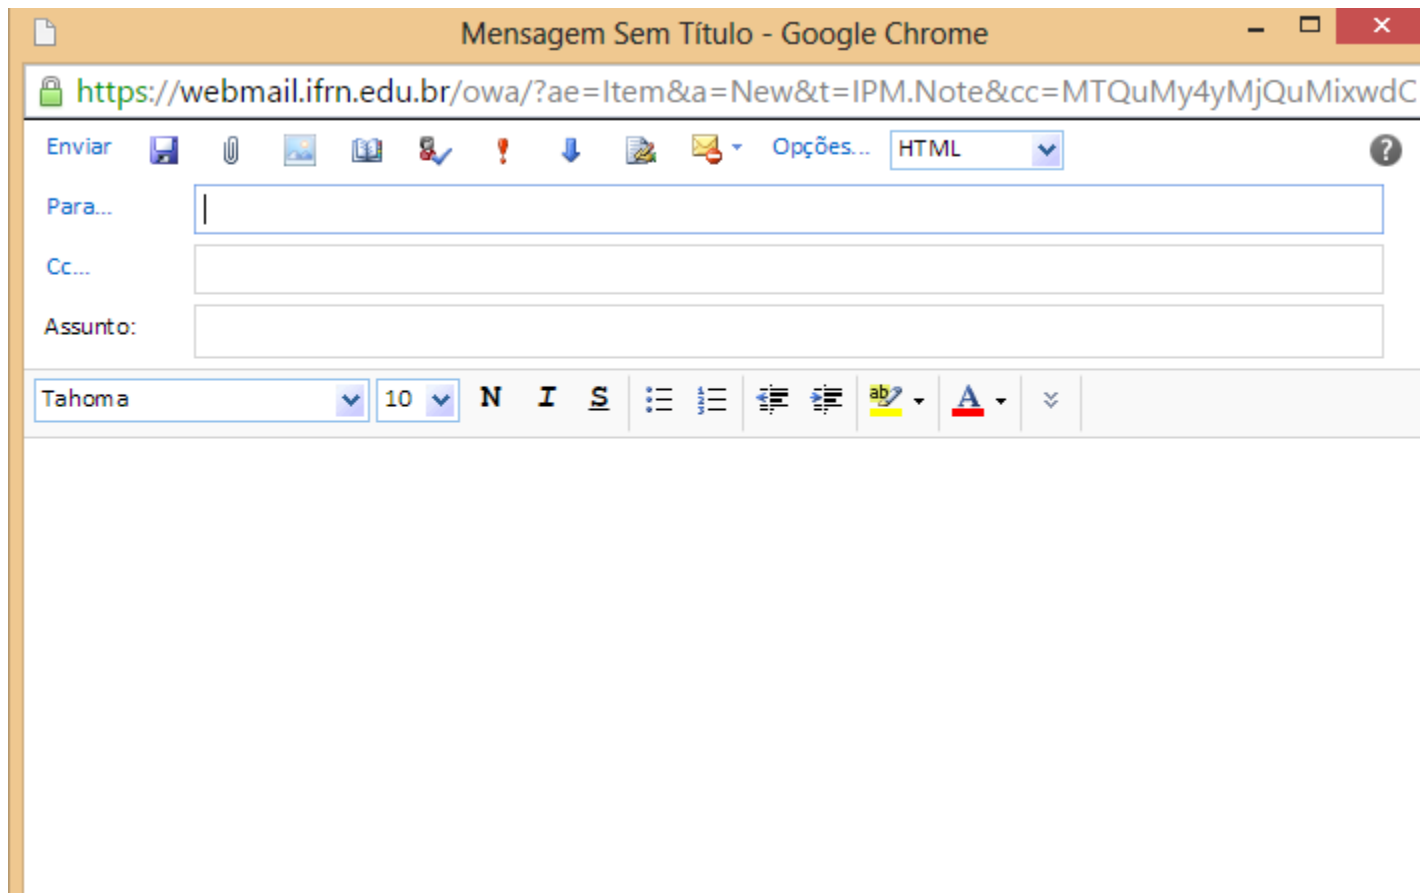 Mensagem Sem Título - Google Chrome
https://webmail.ifrn.edu.br/owa/?ae=Item&a=New&t=IPM.Note&cc=MTQuMy4yMjQuMixwdC
Enviar Opções... HTML
Para...
Cc...
Assunto:
Tahoma 10 N I S ab A